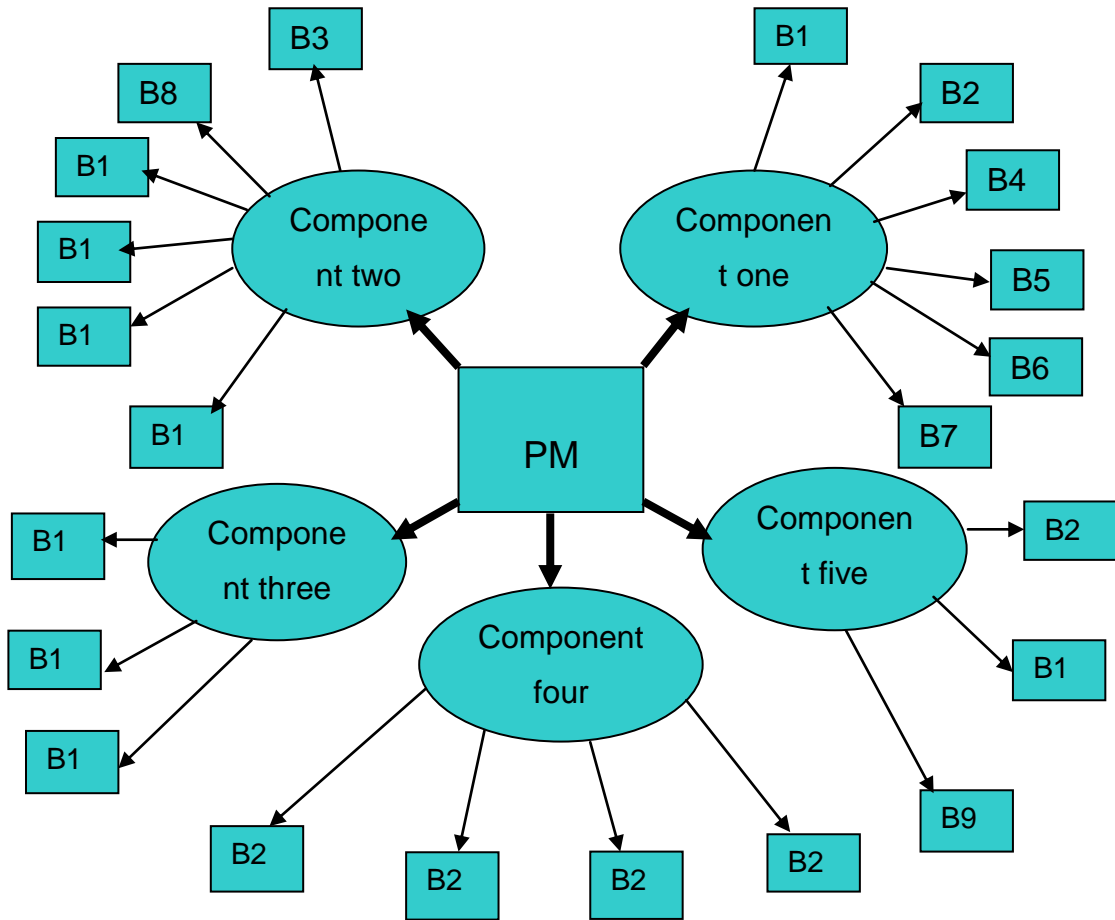 B3
B1
B8
B2
B1
B4
Compone
nt two
Componen
t one
B1
B5
B1
B6
B1
B7
PM
Compone
nt three
Componen
t five
B1
B2
Component
four
B1
B1
B1
B9
B2
B2
B2
B2